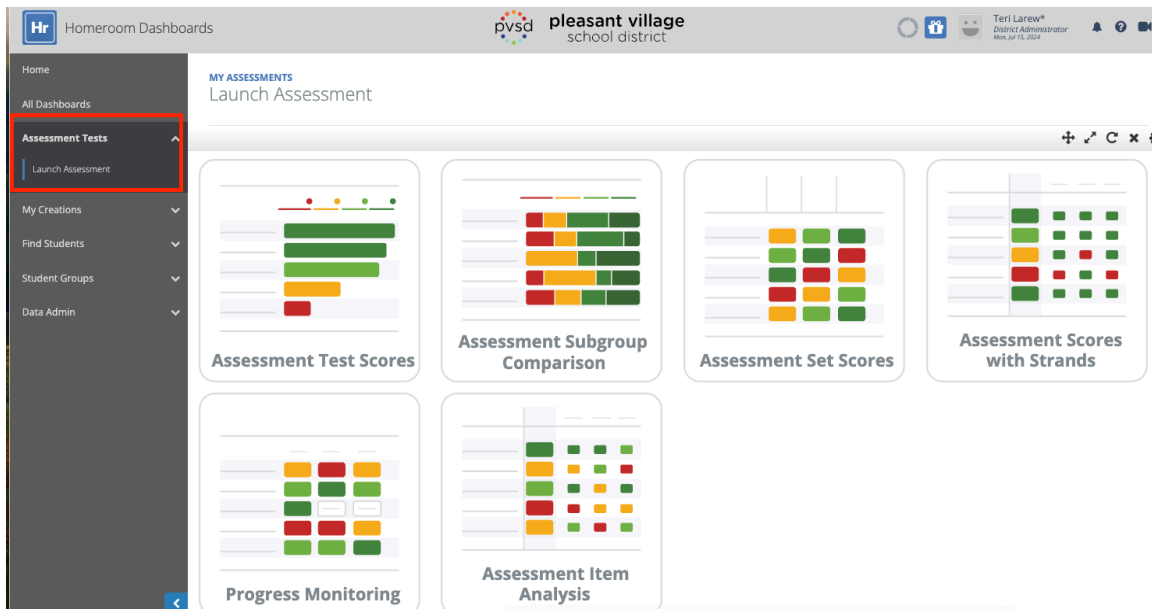 Hr Homeroom Dashboards
pvsd
pleasant village
school district
Teri Larew*
District Administrator
Mon, Jul 15, 2024
Home
All Dashboards
Assessment Tests
Launch Assessment
My Creations
Find Students
Student Groups
Data Admin
MY ASSESSMENTS
Launch Assessment
Assessment Test Scores
Assessment Subgroup
Comparison
Assessment Set Scores
Assessment Scores
with Strands
Progress Monitoring
Assessment Item
Analysis